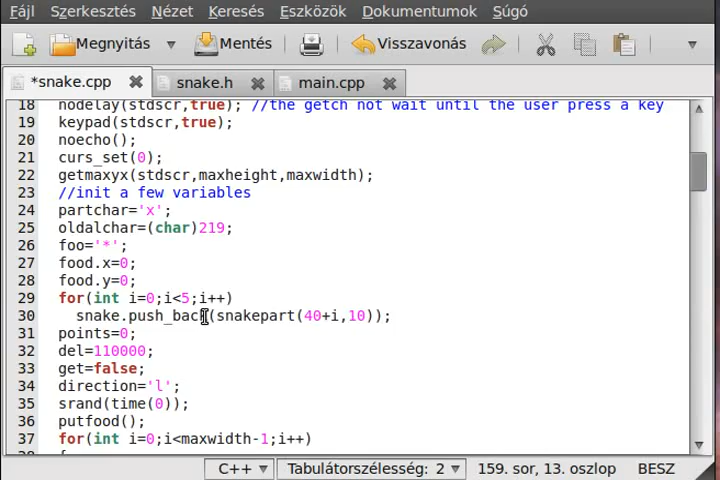 Fájl Szerkesztés Nézet Keresés Eszközök Dokumentumok Súgó
Megnyitás Mentés Visszavonás
*snake.cpp snake.h main.cpp
18 nodelay(stdscr,true); //the getch not wait until the user press a key
19 keypad(stdscr,true);
20 noecho();
21 curs_set(0);
22 getmaxyx(stdscr,maxheight,maxwidth);
23 //init a few variables
24 partchar='x';
25 oldalchar=(char)219;
26 foo='*';
27 food.x=0;
28 food.y=0;
29 for(int i=0;i<5;i++)
30 snake.push_back(snakepart(40+i,10));
31 points=0;
32 del=110000;
33 get=false;
34 direction='l';
35 srand(time(0));
36 putfood();
37 for(int i=0;i<maxwidth-1;i++)
C++ Tabulátorszélesség: 2 159. sor, 13. oszlop BESZ